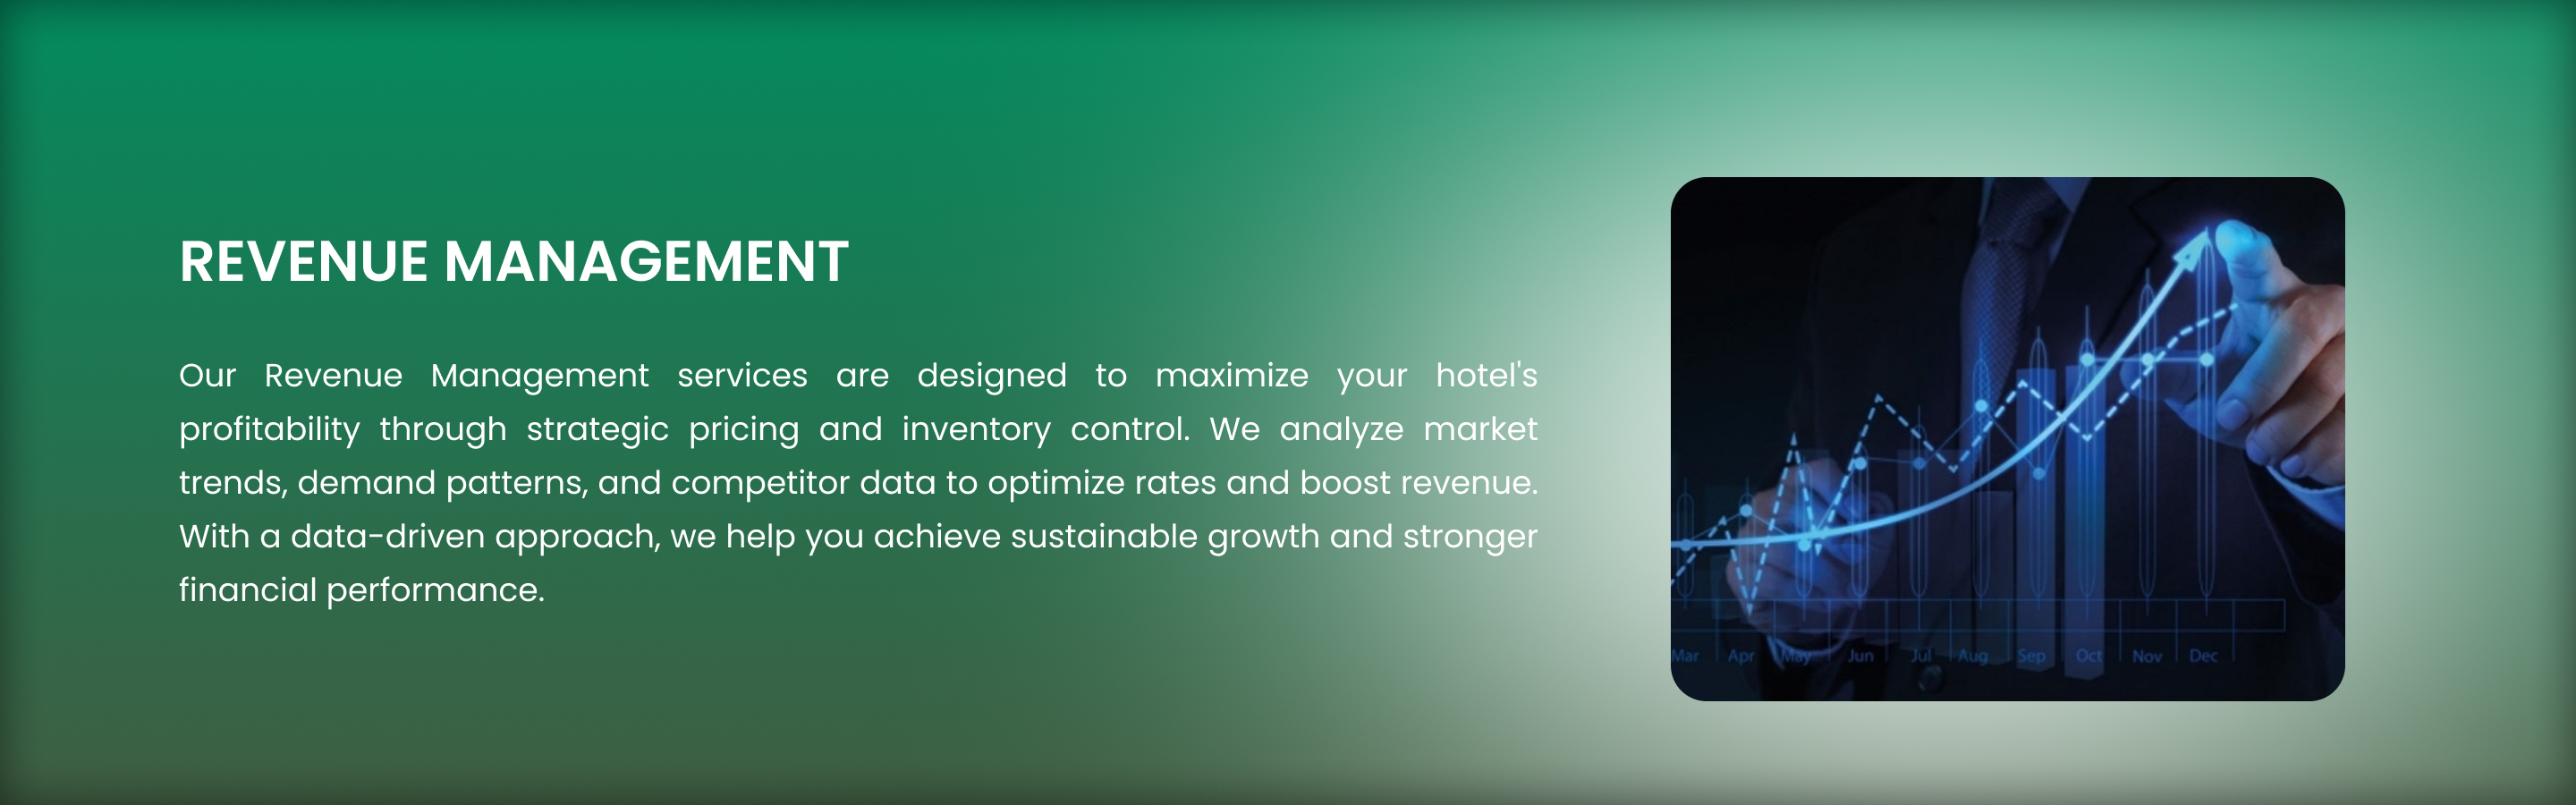 REVENUE MANAGEMENT
Our Revenue Management services are designed to maximize your hotel's
profitability through strategic pricing and inventory control. We analyze market
trends, demand patterns, and competitor data to optimize rates and boost revenue.
With a data-driven approach, we help you achieve sustainable growth and stronger
financial performance.
Mar Apr May Jun Jul Aug Sep Oct Nov Dec